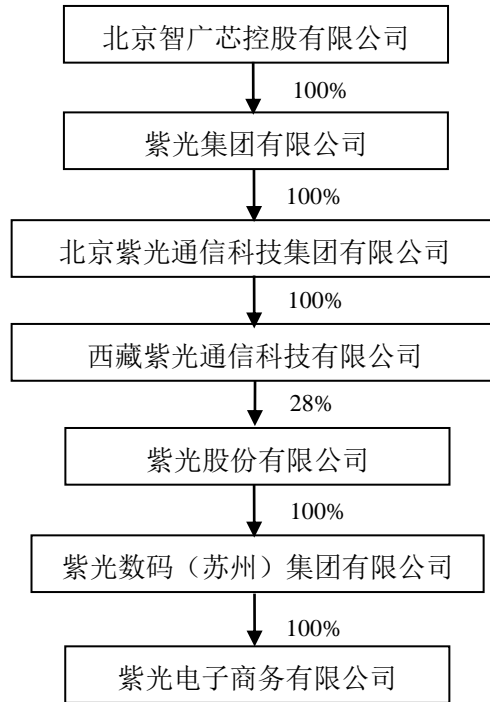 北京智广芯控股有限公司
100%
紫光集团有限公司
100%
北京紫光通信科技集团有限公司
100%
西藏紫光通信科技有限公司
28%
紫光股份有限公司
100%
紫光数码（苏州）集团有限公司
100%
紫光电子商务有限公司